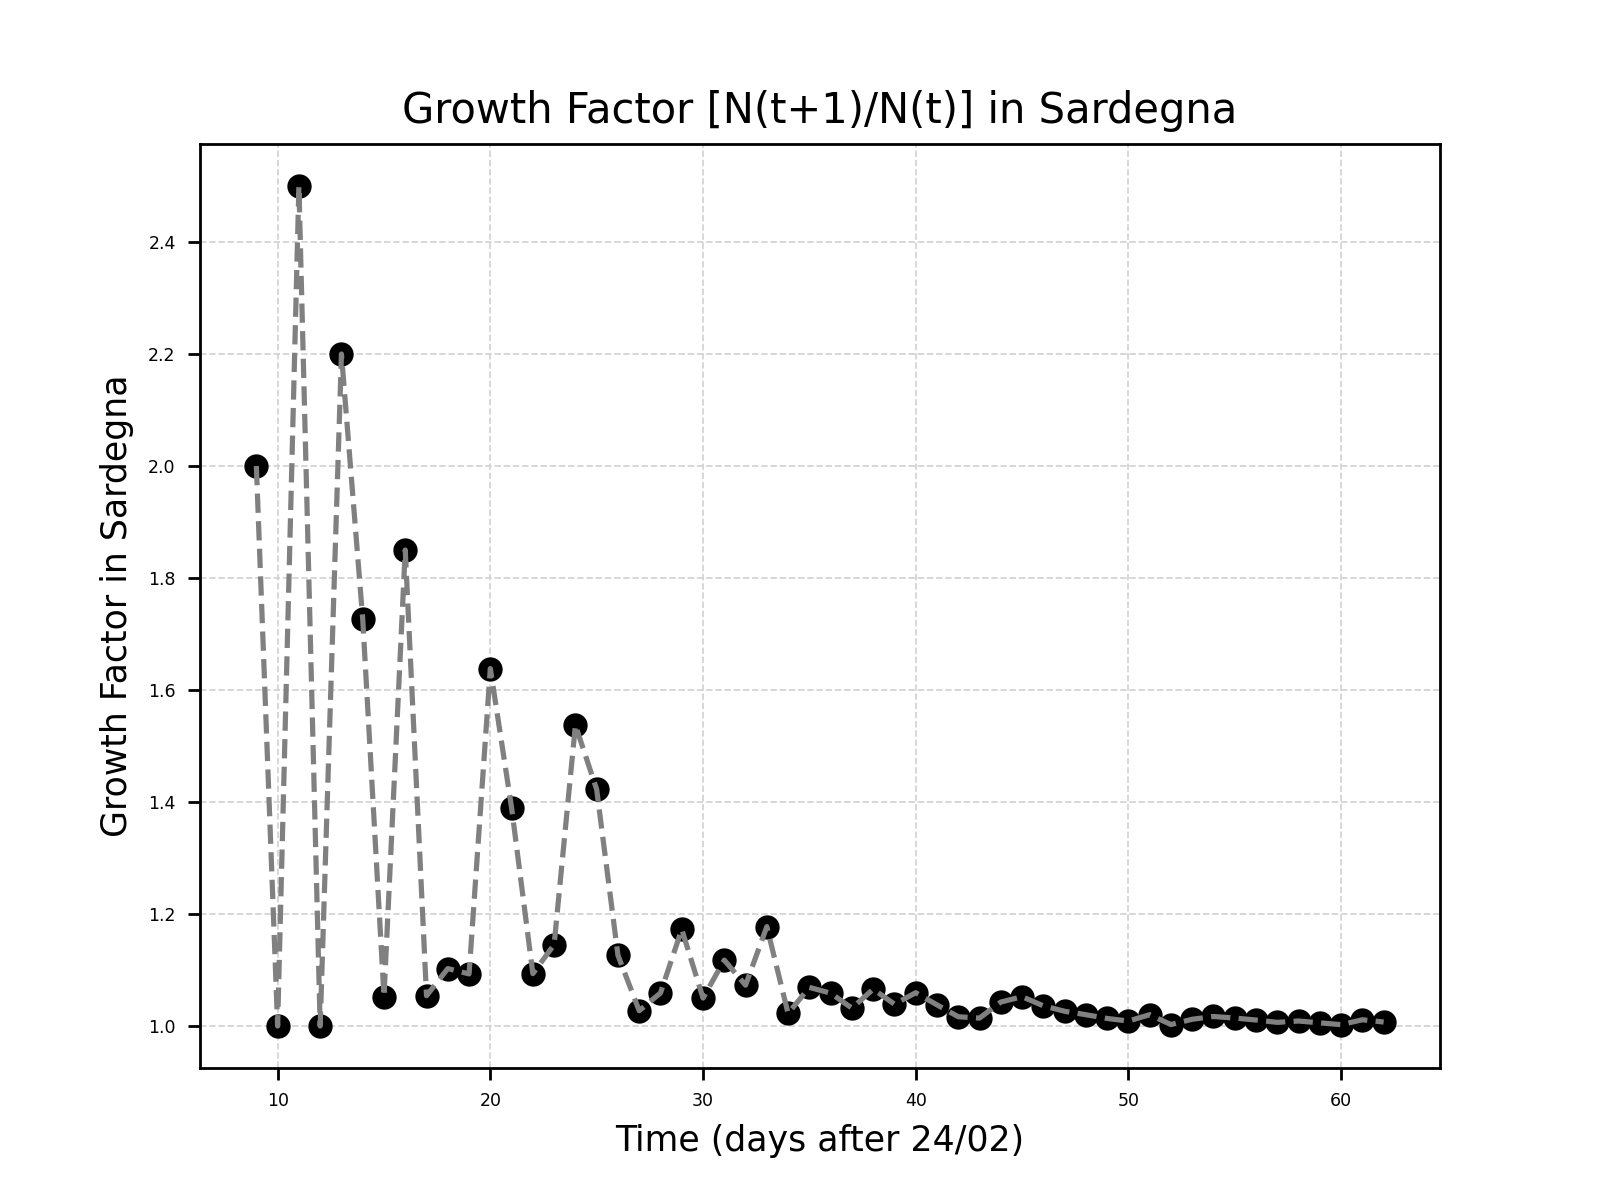 Growth Factor [N(t+1)/N(t)] in Sardegna
Growth Factor in Sardegna
2.4
2.2
2.0
1.8
1.6
1.4
1.2
1.0
10 20 30 40 50 60
Time (days after 24/02)